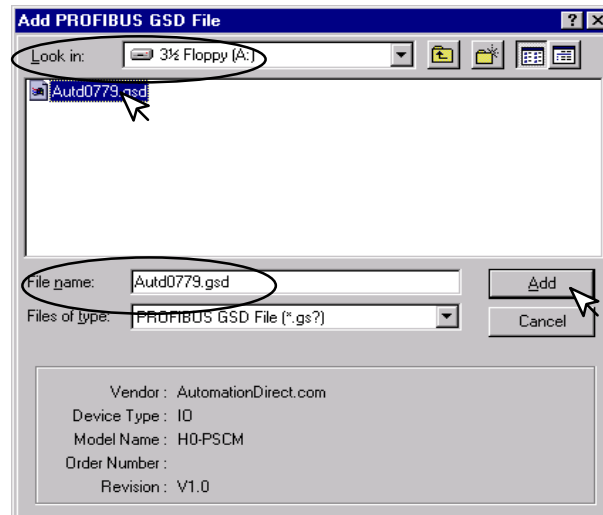 Add PROFIBUS GSD File
Look in: 3½ Floppy (A:)
Autd0779.gsd
File name: Autd0779.gsd Add
Files of type: PROFIBUS GSD File (*.gs?) Cancel
Vendor : AutomationDirect.com
Device Type : IO
Model Name : H0-PSCM
Order Number :
Revision : V1.0